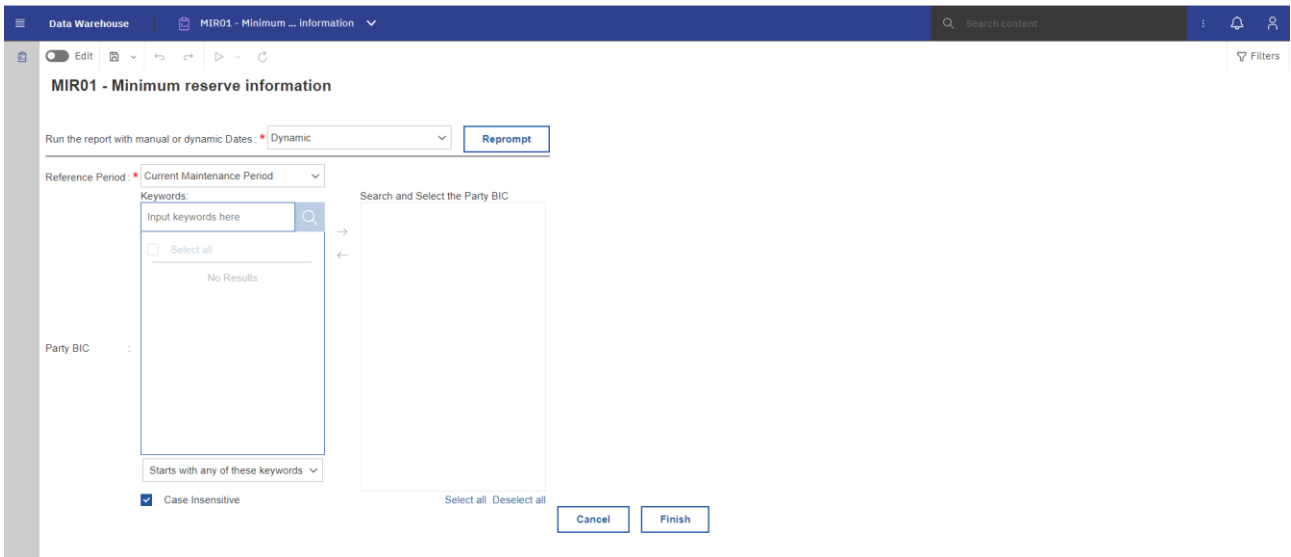 Data Warehouse MIR01 - Minimum ... information Search content
Edit Filters
MIR01 - Minimum reserve information
Run the report with manual or dynamic Dates : * Dynamic Reprompt
Reference Period : * Current Maintenance Period
Keywords: Search and Select the Party BIC
Input keywords here
Select all
No Results
Party BIC :
Starts with any of these keywords
Case Insensitive Select all Deselect all
Cancel Finish